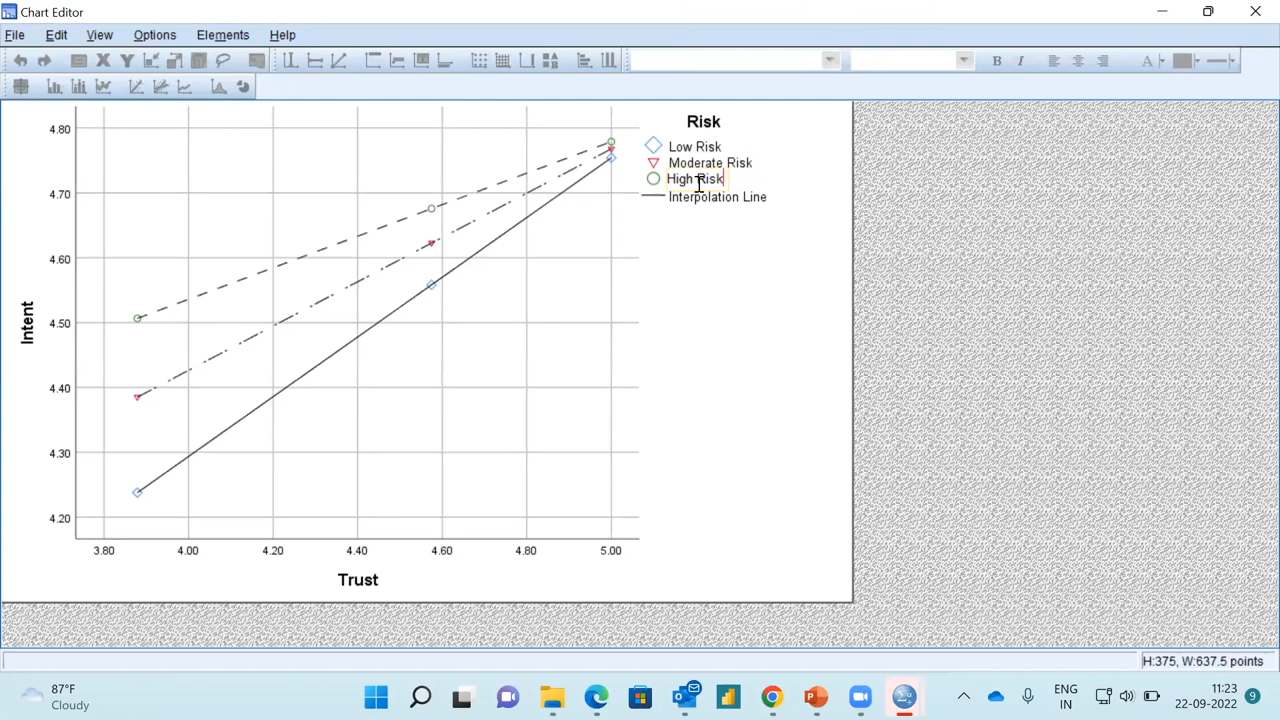 Chart Editor
File Edit View Options Elements Help
B I A
Risk
Low Risk
Moderate Risk
High Risk
Interpolation Line
4.80
4.70
4.60
4.50
4.40
4.30
4.20
Intent
3.80 4.00 4.20 4.40 4.60 4.80 5.00
Trust
H:375, W:637.5 points
87°F
Cloudy
ENG
IN
11:23
22-09-2022
9